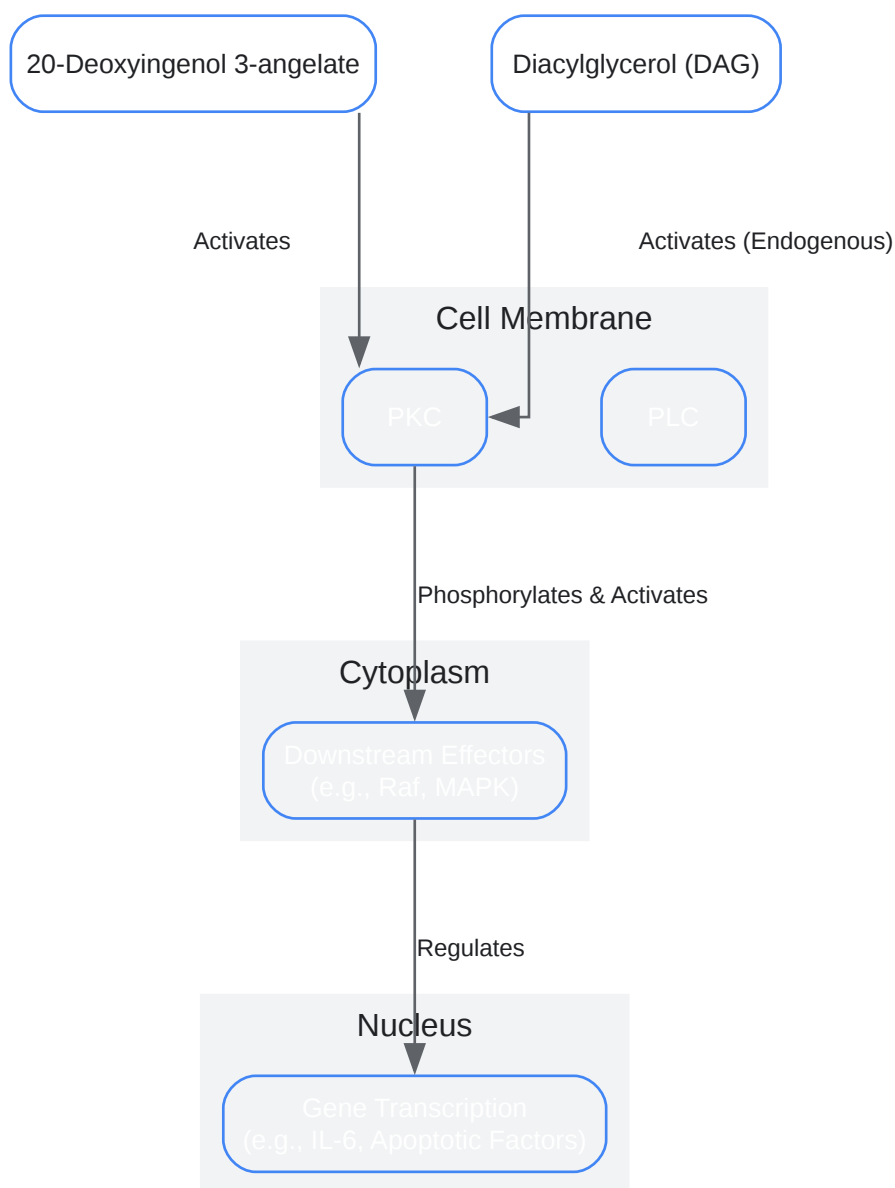 20-Deoxyingenol 3-angelate
Diacylglycerol (DAG)
Activates
Activates (Endogenous)
Cell Membrane
PKC
PLC
Phosphorylates & Activates
Cytoplasm
Downstream Effectors
(e.g., Raf, MAPK)
Regulates
Nucleus
Gene Transcription
(e.g., IL-6, Apoptotic Factors)